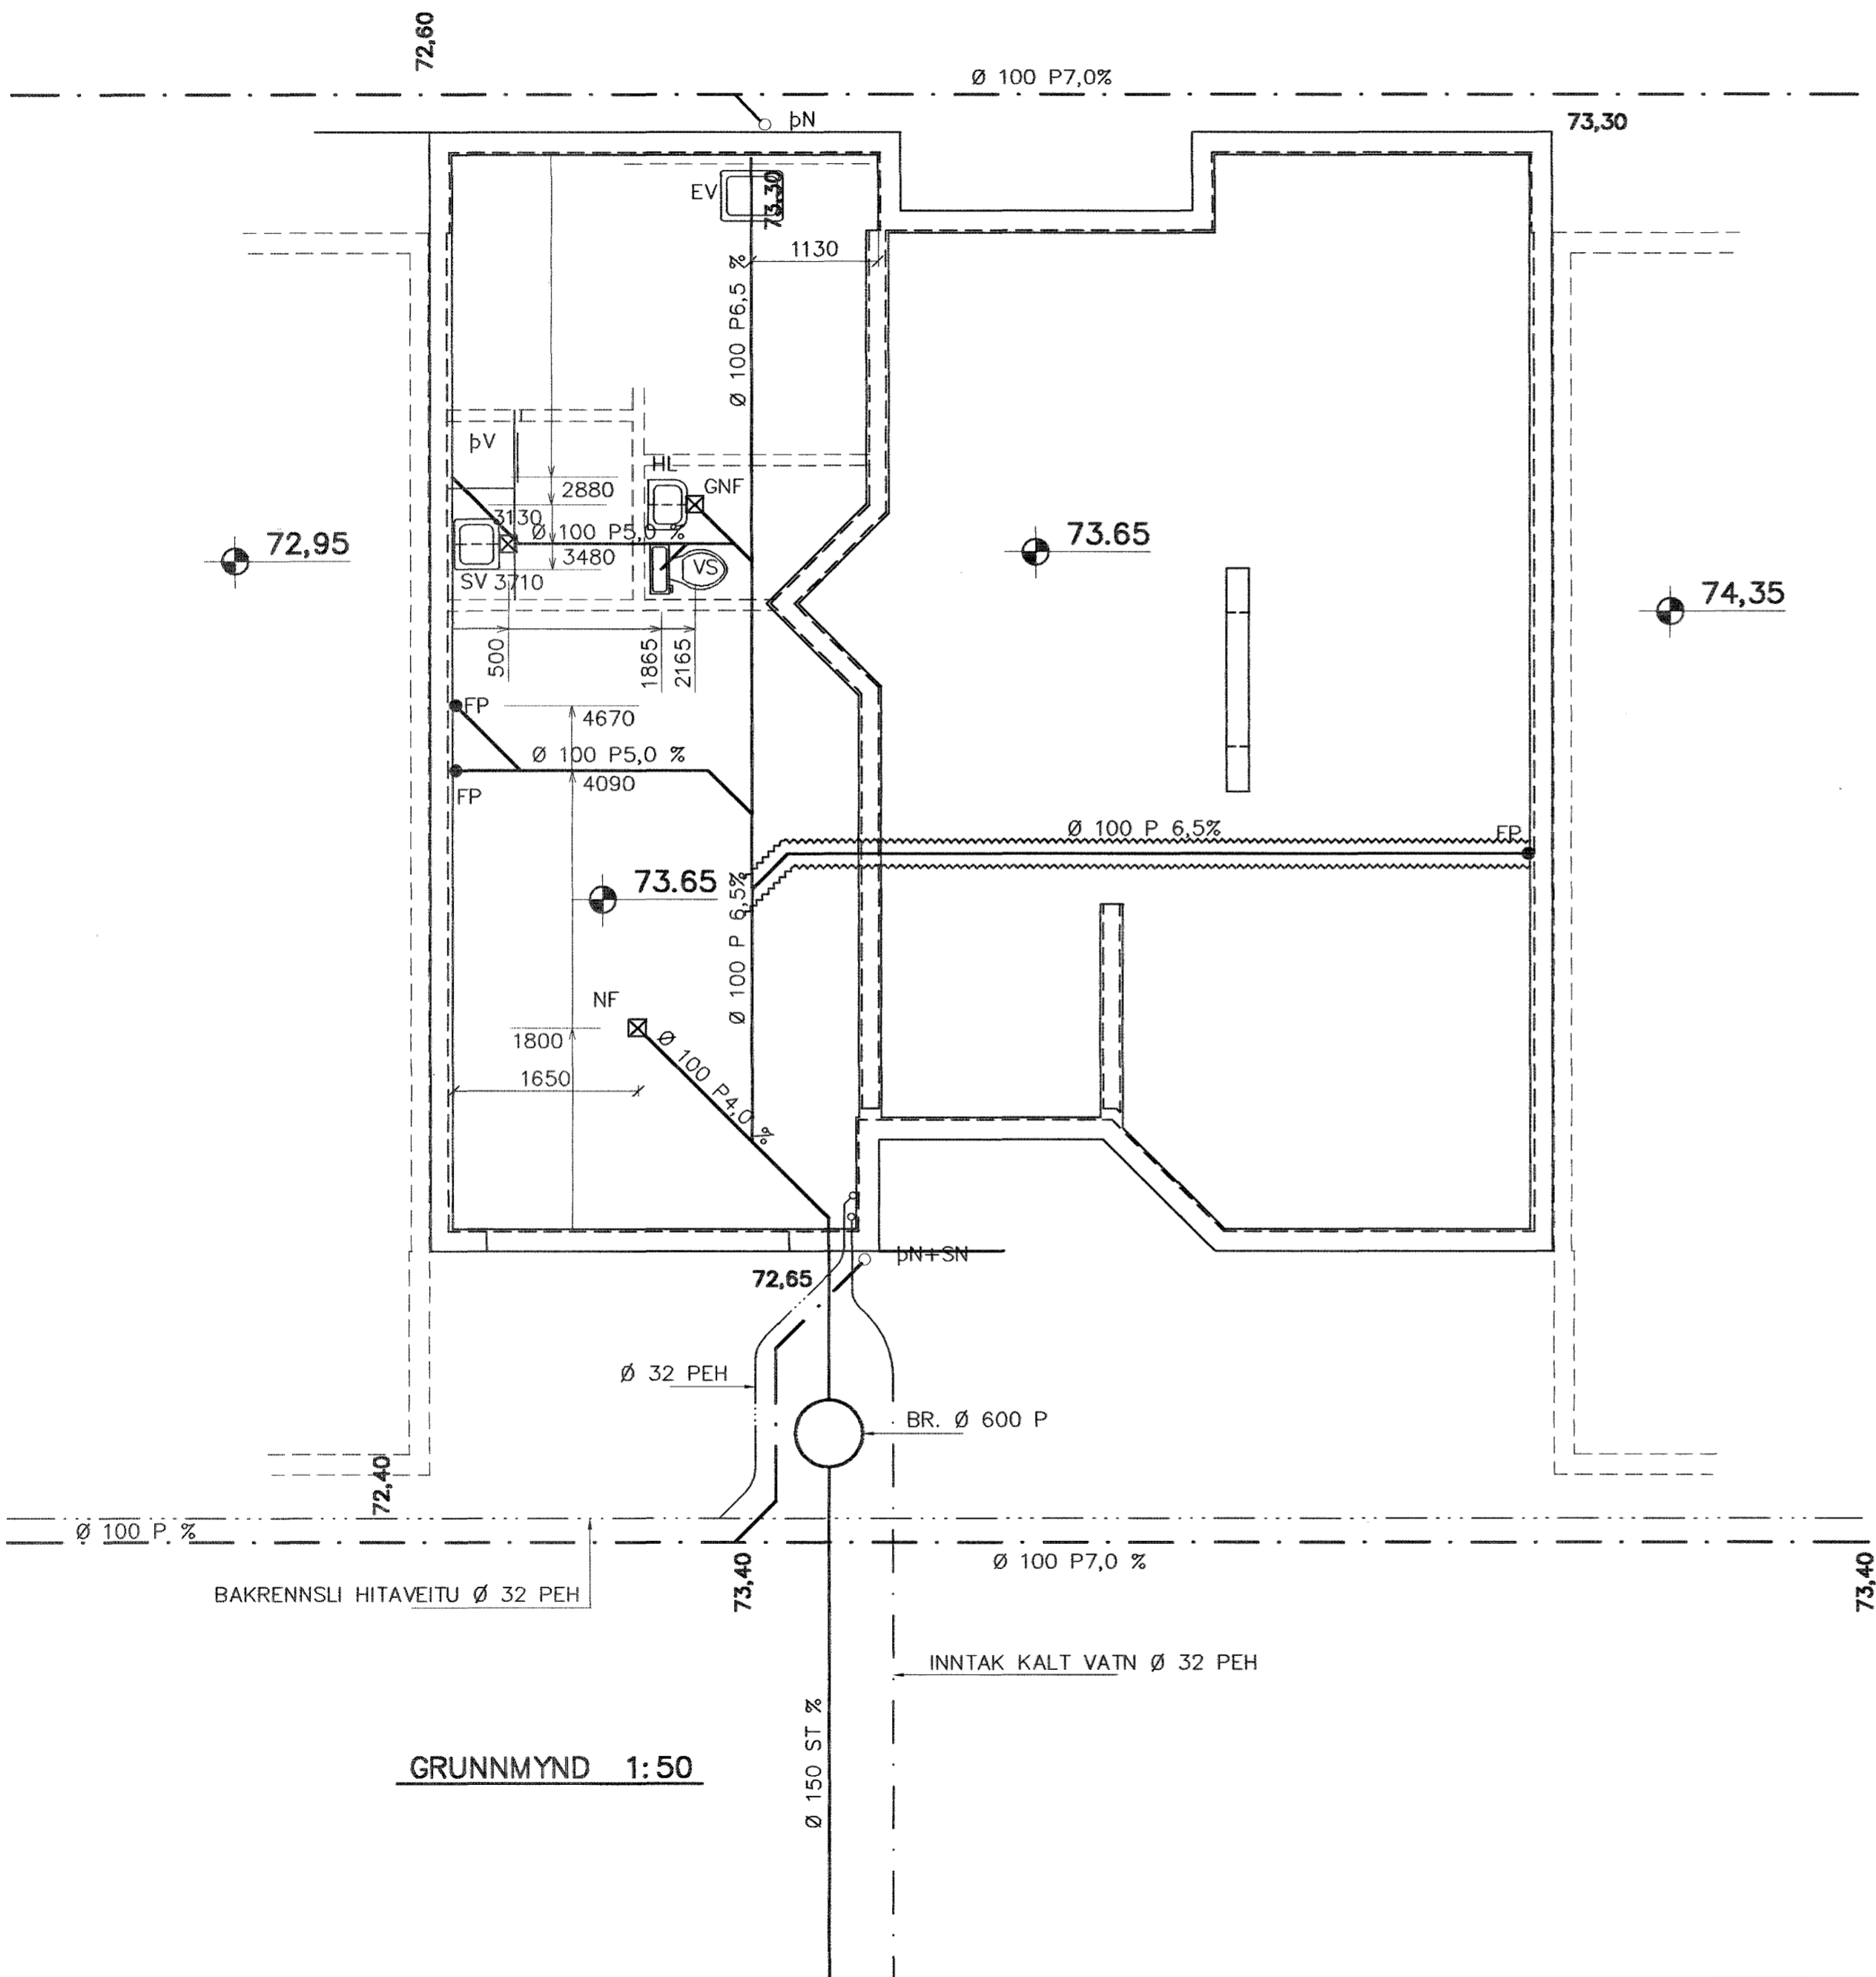 72,60
Ø 100 P7,0%
þN
73,30
EV
73,30
1130
Ø 100 P6,5 %
þV
HL
GNF
2880
3130
Ø 100 P5,0 %
3480
SV 3710
VS
72,95
73.65
74,35
500
1865
2165
FP
4670
Ø 100 P5,0 %
4090
FP
Ø 100 P 6,5%
FP
73.65
Ø 100 P 6,5%
NF
1800
Ø 100 P4,0 %
1650
þN+SN
72,65
Ø 32 PEH
BR. Ø 600 P
72,40
Ø 100 P %
Ø 100 P7,0 %
73,40
73,40
BAKRENNSLI HITAVEITU Ø 32 PEH
INNTAK KALT VATN Ø 32 PEH
Ø 150 ST %
GRUNNMYND 1:50